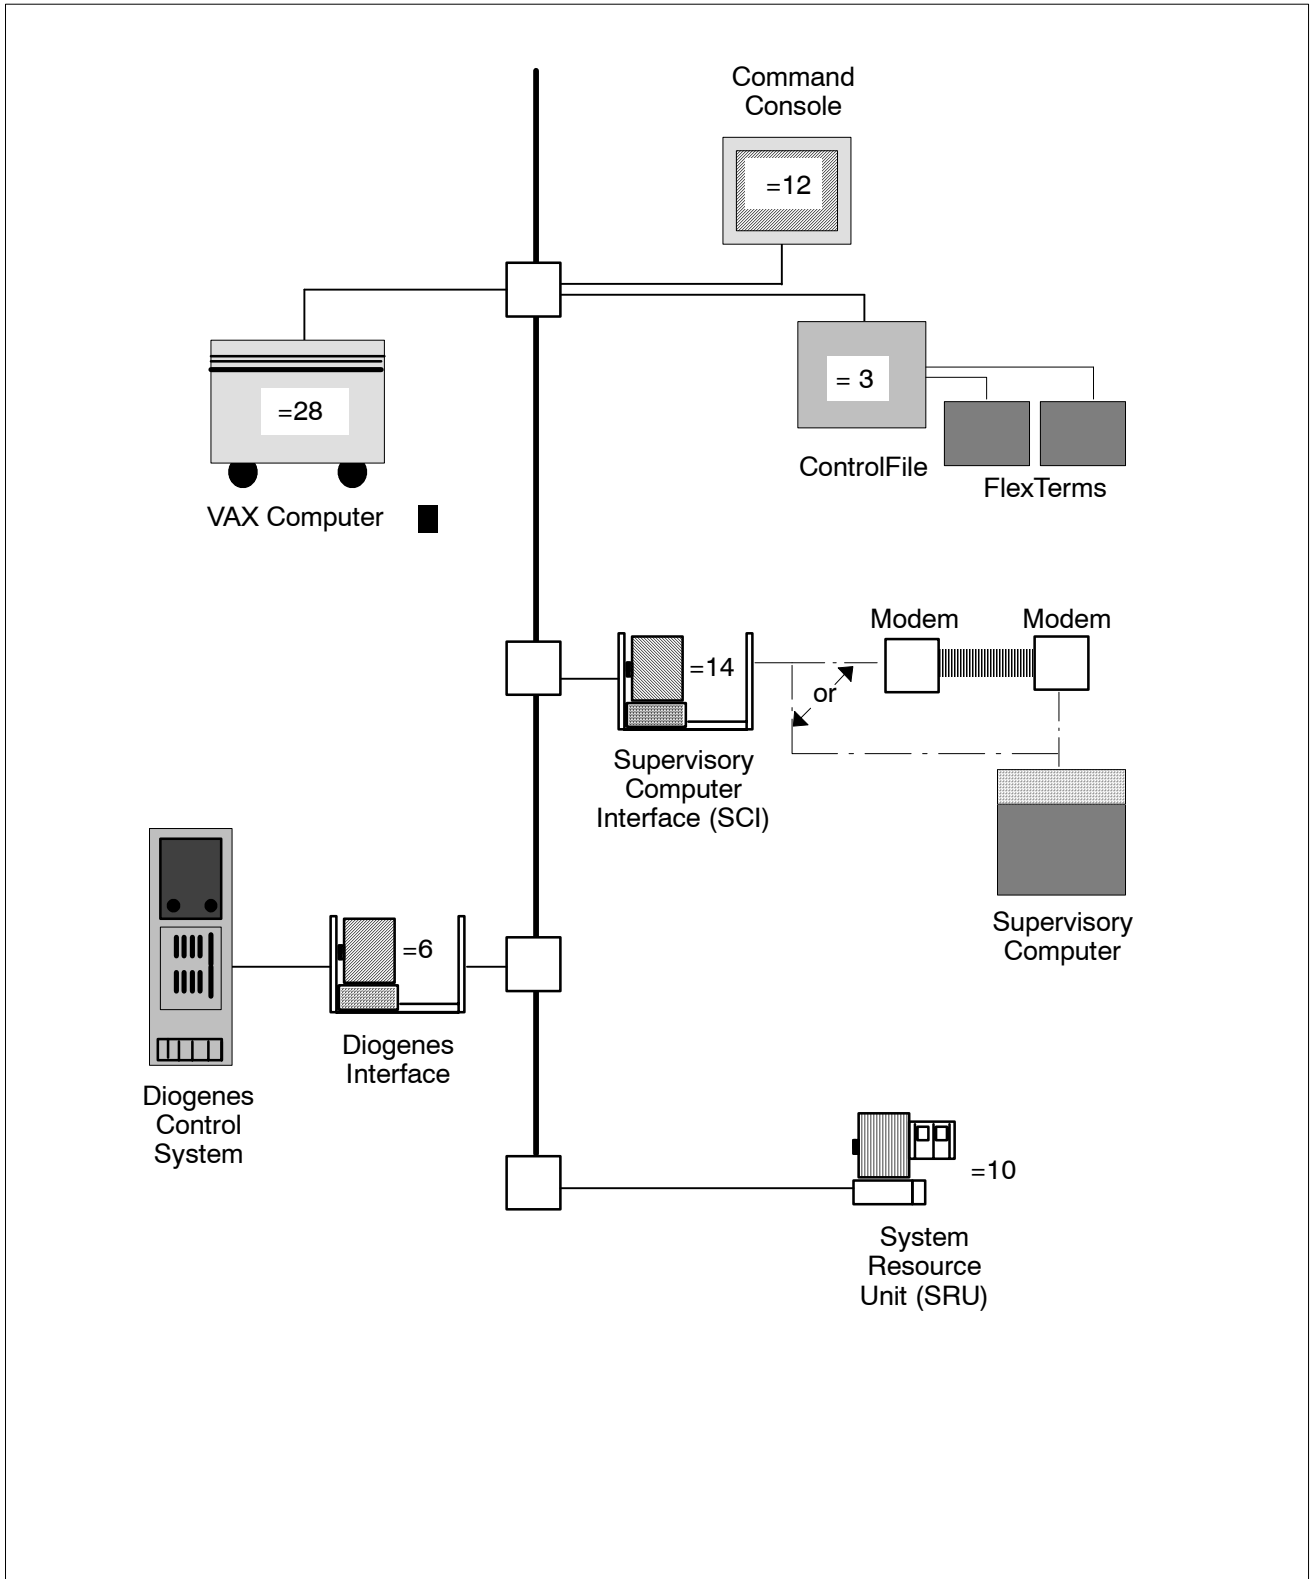 Command
Console
=12
= 3
=28
ControlFile
FlexTerms
VAX Computer
Modem
Modem
=14
or
Supervisory
Computer
Interface (SCI)
Supervisory
Computer
=6
Diogenes
Interface
Diogenes
Control
System
=10
System
Resource
Unit (SRU)